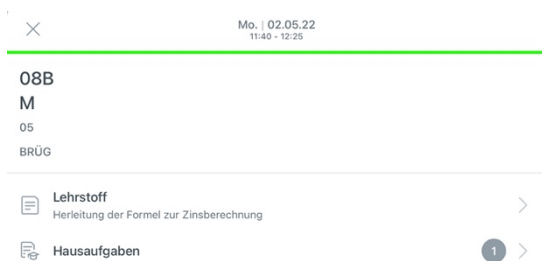 Mo. | 02.05.22
11:40 - 12:25
08B
M
05
BRÜG
Lehrstoff
Herleitung der Formel zur Zinsberechnung
Hausaufgaben 1